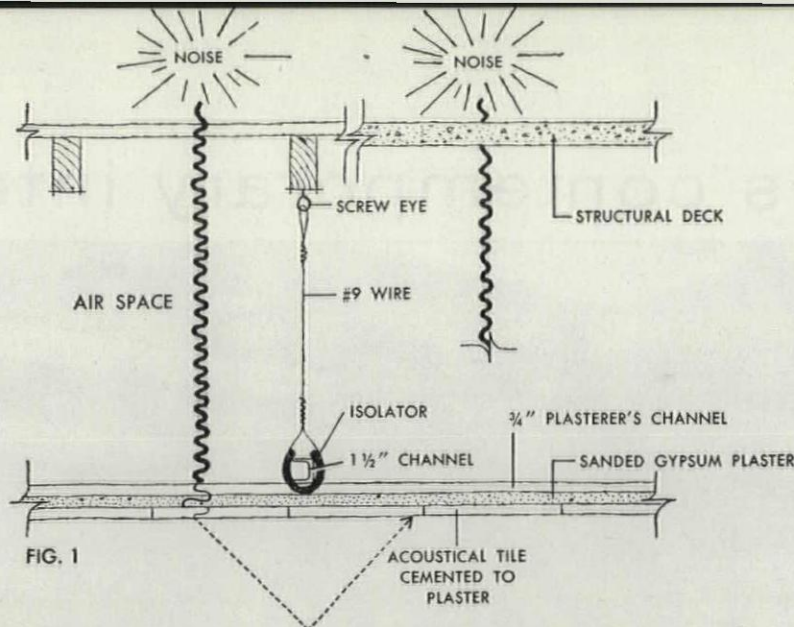 NOISE
NOISE
SCREW EYE
STRUCTURAL DECK
#9 WIRE
AIR SPACE
ISOLATOR
1 ½" CHANNEL
¾" PLASTERER'S CHANNEL
SANDED GYPSUM PLASTER
FIG. 1
ACOUSTICAL TILE
CEMENTED TO
PLASTER